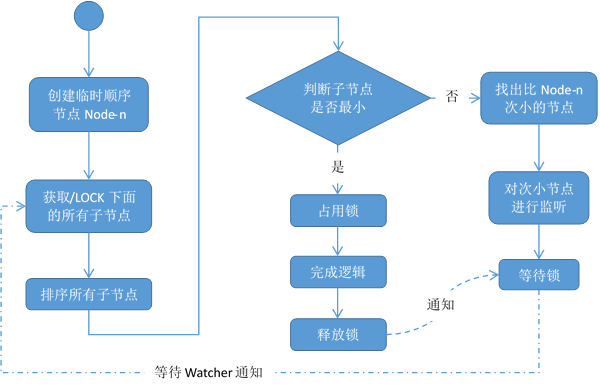 创建临时顺序
节点 Node-n
获取/LOCK 下面
的所有子节点
排序所有子节点
判断子节点
是否最小
否
是
占用锁
完成逻辑
释放锁
找出比 Node-n
次小的节点
对次小节点
进行监听
等待锁
通知
等待 Watcher 通知